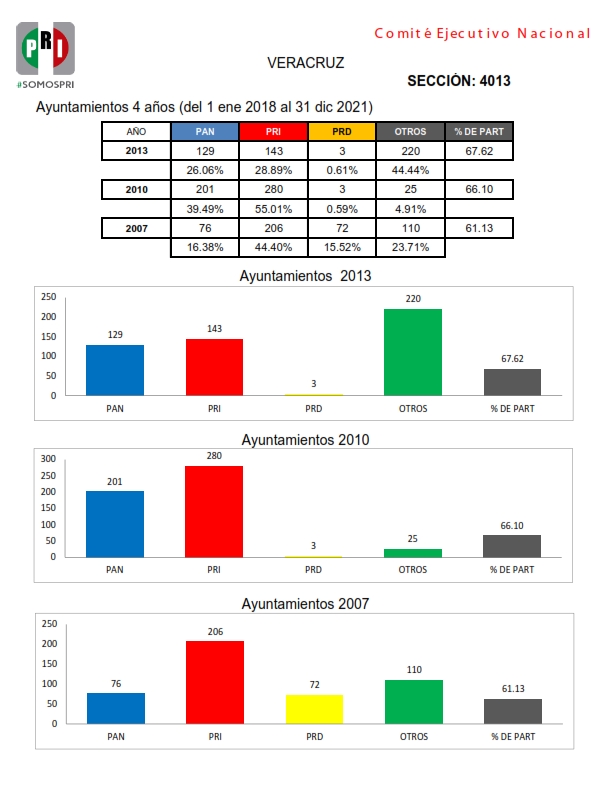 Comité Ejecutivo Nacional
PRI
#SOMOSPRI
VERACRUZ
SECCIÓN: 4013
Ayuntamientos 4 años (del 1 ene 2018 al 31 dic 2021)
AÑO PAN PRI PRD OTROS % DE PART
2013 129 143 3 220 67.62
26.06% 28.89% 0.61% 44.44%
2010 201 280 3 25 66.10
39.49% 55.01% 0.59% 4.91%
2007 76 206 72 110 61.13
16.38% 44.40% 15.52% 23.71%
Ayuntamientos 2013
250
200
150
100
50
0
129
143
3
220
67.62
PAN PRI PRD OTROS % DE PART
Ayuntamientos 2010
300
250
200
150
100
50
0
201
280
3
25
66.10
PAN PRI PRD OTROS % DE PART
Ayuntamientos 2007
250
200
150
100
50
0
76
206
72
110
61.13
PAN PRI PRD OTROS % DE PART